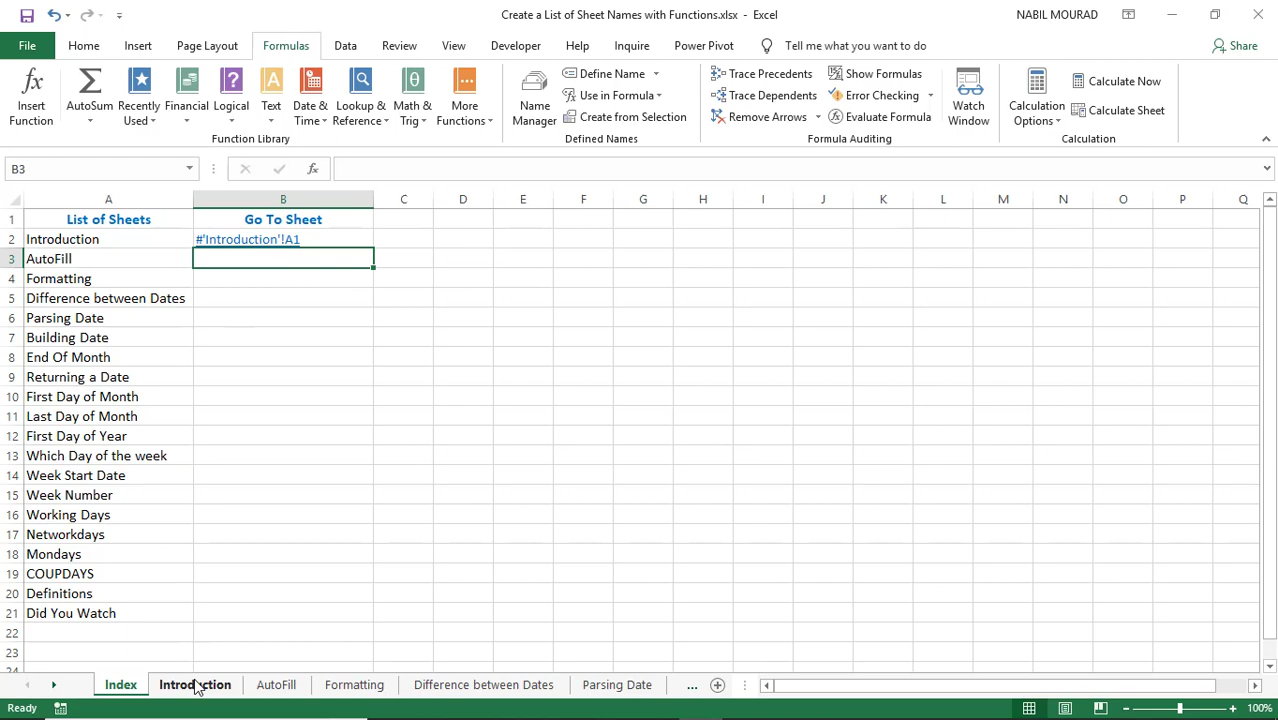 Create a List of Sheet Names with Functions.xlsx - Excel
NABIL MOURAD
File Home Insert Page Layout Formulas Data Review View Developer Help Inquire Power Pivot Tell me what you want to do Share
Insert Function
AutoSum
Recently Used
Financial
Logical
Text
Date & Time
Lookup & Reference
Math & Trig
More Functions
Function Library
Name Manager
Define Name
Use in Formula
Create from Selection
Defined Names
Trace Precedents
Trace Dependents
Remove Arrows
Show Formulas
Error Checking
Evaluate Formula
Formula Auditing
Watch Window
Calculation Options
Calculate Now
Calculate Sheet
Calculation
B3 fx
A B C D E F G H I J K L M N O P Q
1 List of Sheets Go To Sheet
2 Introduction #'Introduction'!A1
3 AutoFill
4 Formatting
5 Difference between Dates
6 Parsing Date
7 Building Date
8 End Of Month
9 Returning a Date
10 First Day of Month
11 Last Day of Month
12 First Day of Year
13 Which Day of the week
14 Week Start Date
15 Week Number
16 Working Days
17 Networkdays
18 Mondays
19 COUPDAYS
20 Definitions
21 Did You Watch
22
23
24
Index Introduction AutoFill Formatting Difference between Dates Parsing Date ...
Ready 100%